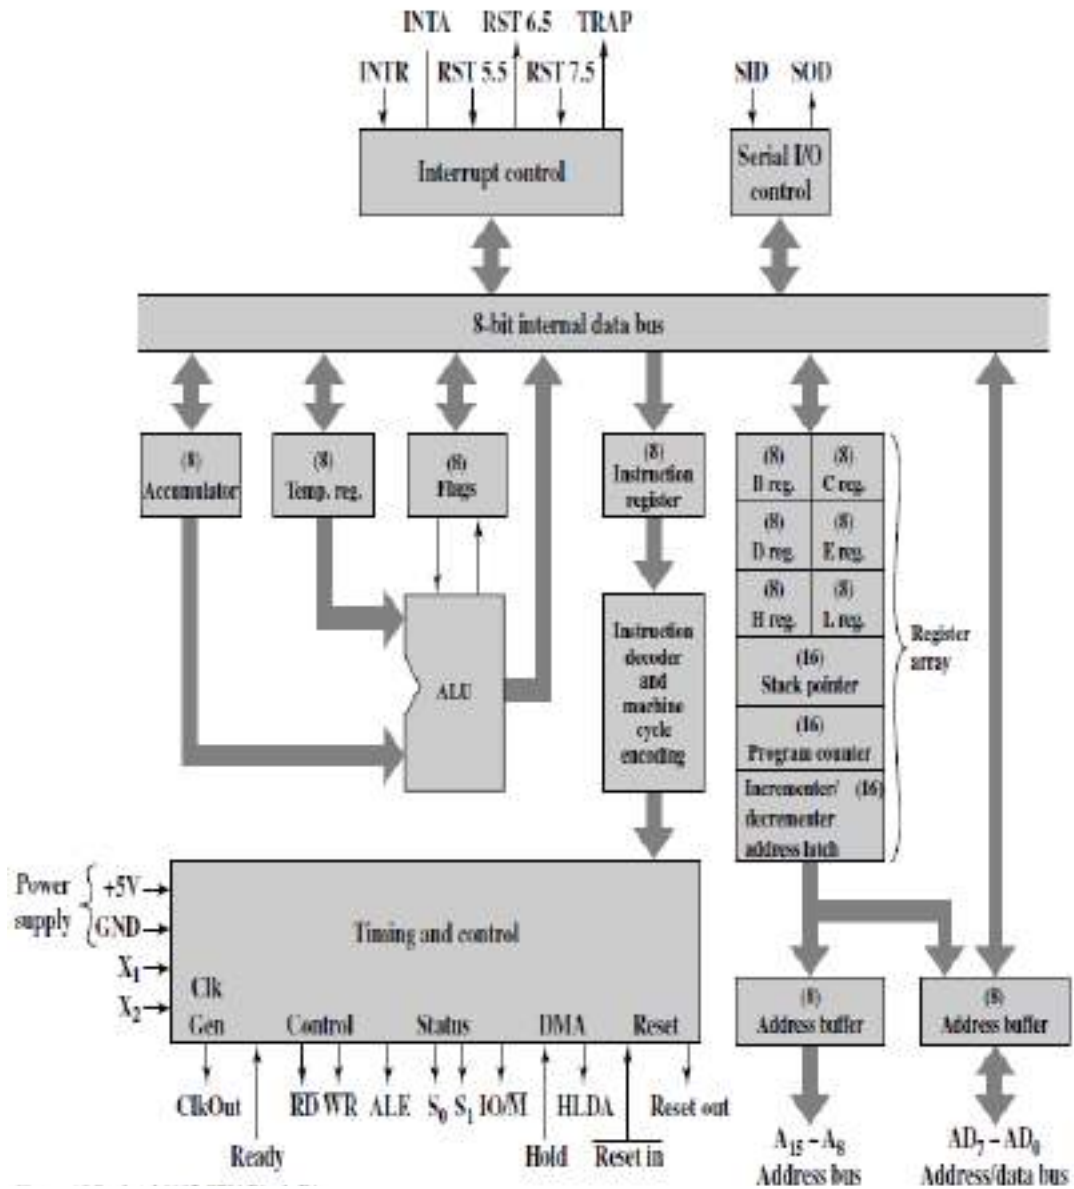 INTA RST 6.5 TRAP
INTR RST 5.5 RST 7.5
SID SOD
Interrupt control
Serial I/O
control
8-bit internal data bus
(8)
Accumulator
(8)
Temp. reg.
(8)
Flags
(8)
Instruction
register
(8)
B reg.
(8)
C reg.
(8)
D reg.
(8)
E reg.
(8)
H reg.
(8)
L reg.
(16)
Stack pointer
(16)
Program counter
Incrementer/ (16)
decrementer
address latch
Register
array
ALU
Instruction
decoder
and
machine
cycle
encoding
Power
supply
+5V
GND
X1
X2
Timing and control
Clk
Gen
Control
Status
DMA
Reset
ClkOut
Ready
RD WR ALE S0 S1 IO/M
Hold
HLDA
Reset in
Reset out
(8)
Address buffer
(8)
Address buffer
A15 – A8
Address bus
AD7 – AD0
Address/data bus